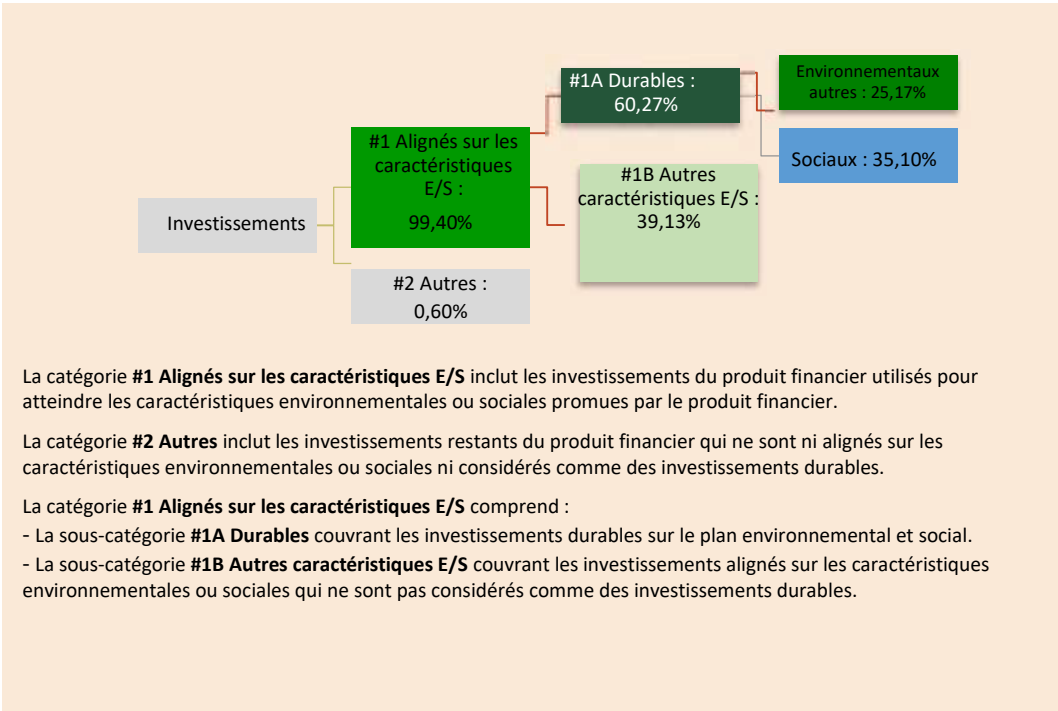 Investissements
#1 Alignés sur les
caractéristiques
E/S :
99,40%
#2 Autres :
0,60%
#1A Durables :
60,27%
#1B Autres
caractéristiques E/S :
39,13%
Environnementaux
autres : 25,17%
Sociaux : 35,10%
La catégorie #1 Alignés sur les caractéristiques E/S inclut les investissements du produit financier utilisés pour
atteindre les caractéristiques environnementales ou sociales promues par le produit financier.
La catégorie #2 Autres inclut les investissements restants du produit financier qui ne sont ni alignés sur les
caractéristiques environnementales ou sociales ni considérés comme des investissements durables.
La catégorie #1 Alignés sur les caractéristiques E/S comprend :
- La sous-catégorie #1A Durables couvrant les investissements durables sur le plan environnemental et social.
- La sous-catégorie #1B Autres caractéristiques E/S couvrant les investissements alignés sur les caractéristiques
environnementales ou sociales qui ne sont pas considérés comme des investissements durables.